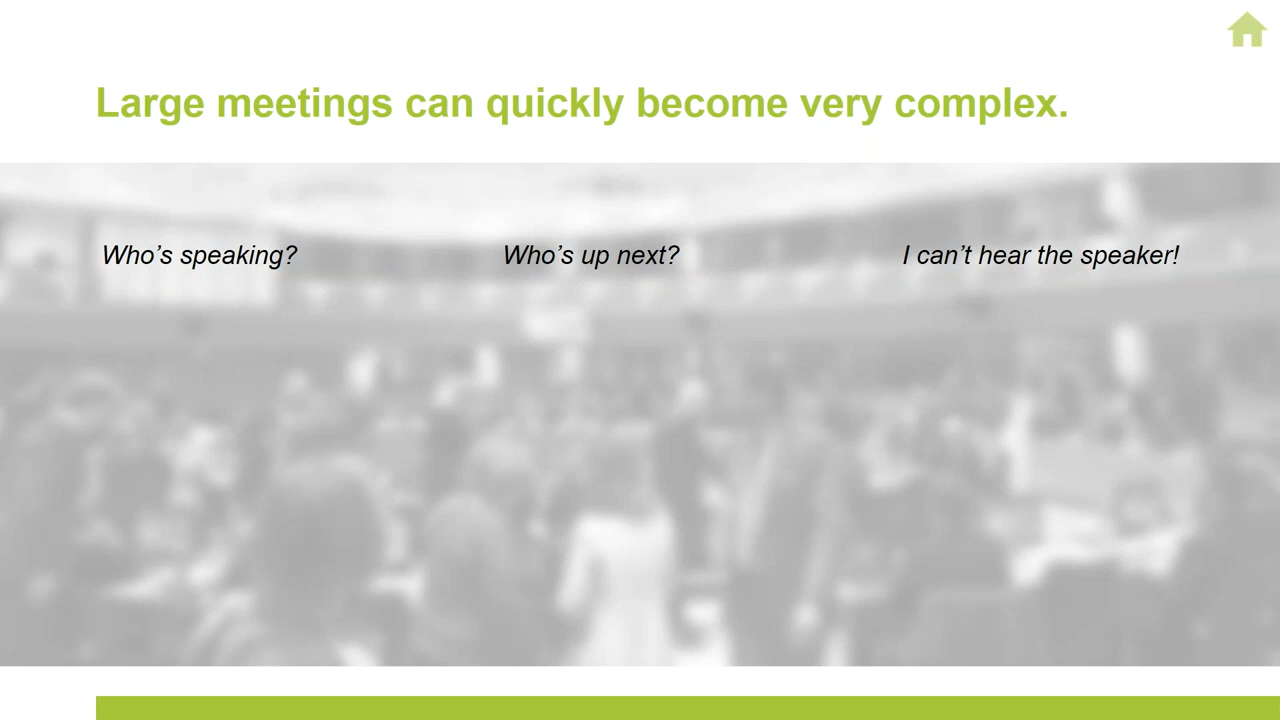 Large meetings can quickly become very complex.
Who’s speaking?
Who’s up next?
I can’t hear the speaker!